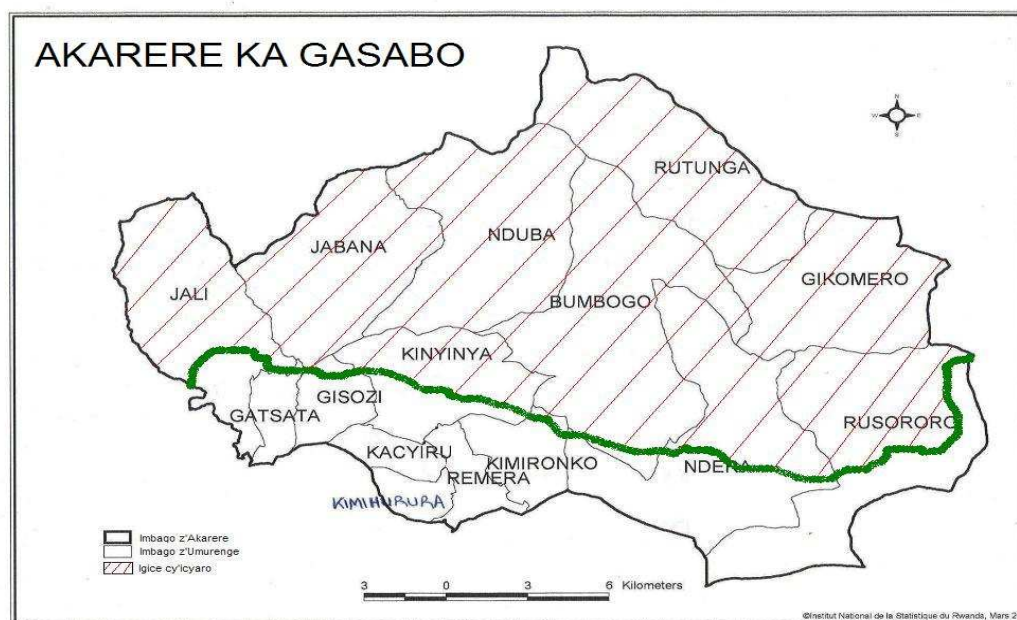 AKARERE KA GASABO
N
W E
S
RUTUNGA
NDUBA
JABANA
GIKOMERO
JALI
BUMBOGO
KINYINYA
GISOZI
GATSATA
RUSORORO
KACYIRU
KIMIRONKO
NDERA
REMERA
KIMIHURURA
Imbago z'Akarere
Imbago z'Umurenge
Igice cy'icyaro
3 0 3 6 Kilometers
©Institut National de la Statistique du Rwanda, Mars 2